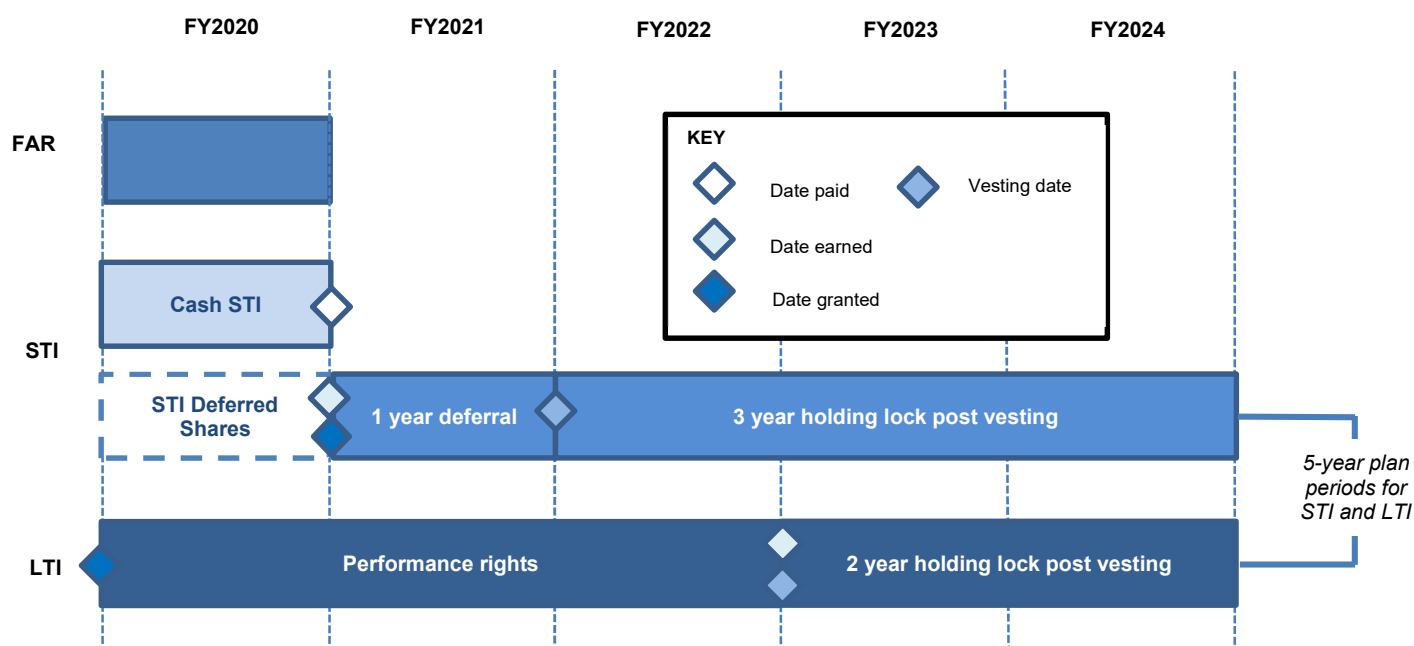 FY2020
FY2021
FY2022
FY2023
FY2024
FAR
KEY
Date paid
Vesting date
Date earned
Date granted
Cash STI
STI
STI Deferred
Shares
1 year deferral
3 year holding lock post vesting
5-year plan
periods for
STI and LTI
LTI
Performance rights
2 year holding lock post vesting